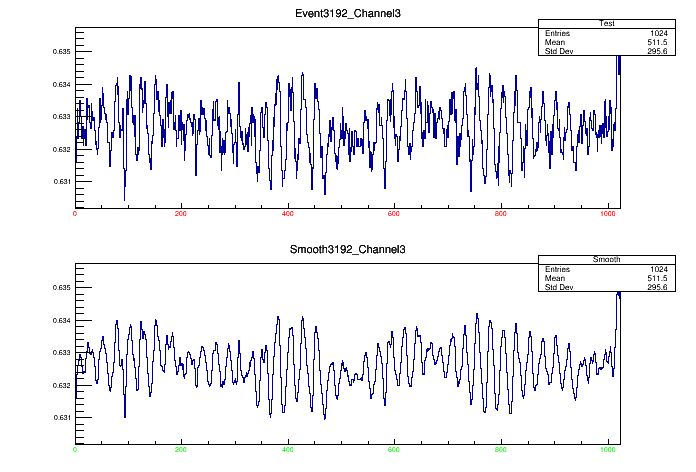 Event3192_Channel3
Test
Entries 1024
Mean 511.5
Std Dev 295.6
0.635
0.634
0.633
0.632
0.631
0 200 400 600 800 1000
Smooth3192_Channel3
Smooth
Entries 1024
Mean 511.5
Std Dev 295.6
0.635
0.634
0.633
0.632
0.631
0 200 400 600 800 1000